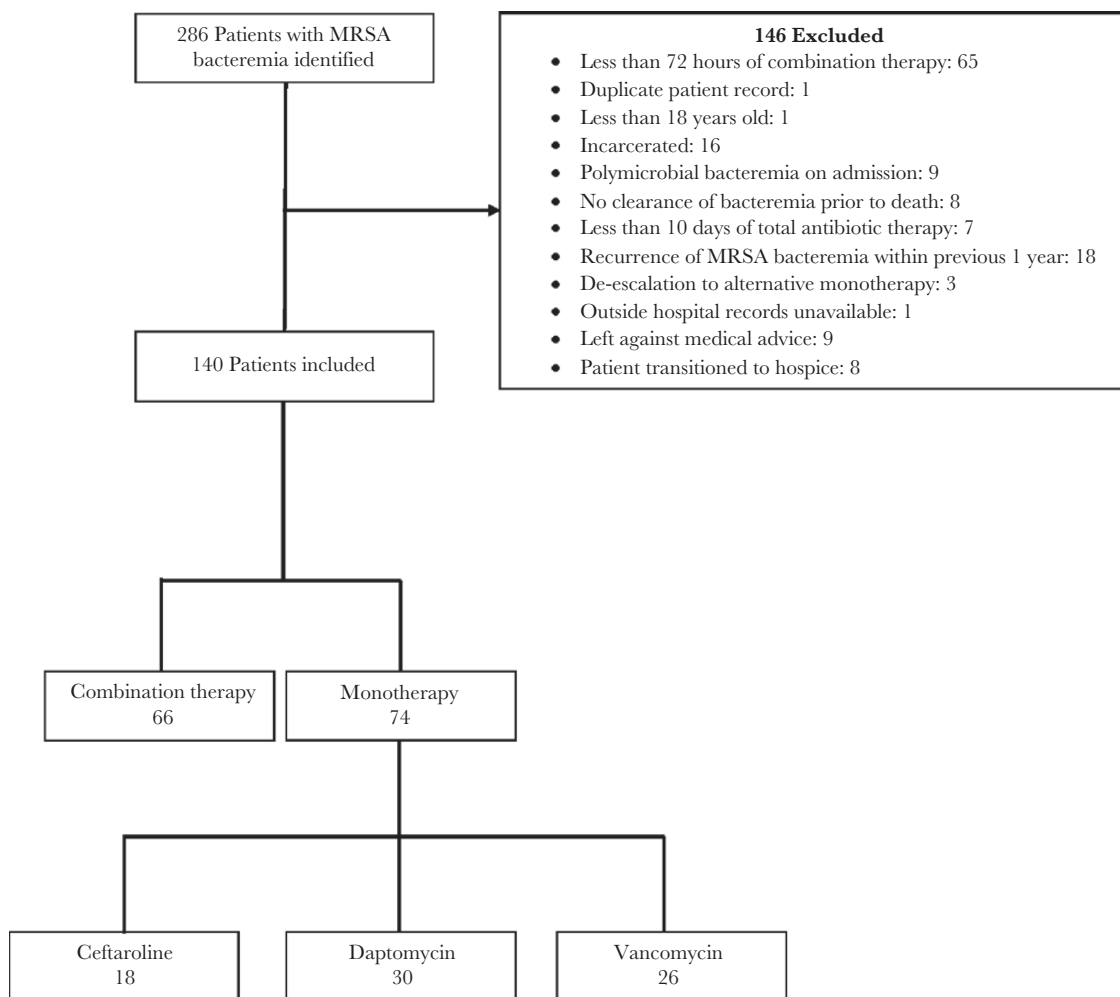 286 Patients with MRSA
bacteremia identified
146 Excluded
• Less than 72 hours of combination therapy: 65
• Duplicate patient record: 1
• Less than 18 years old: 1
• Incarcerated: 16
• Polymicrobial bacteremia on admission: 9
• No clearance of bacteremia prior to death: 8
• Less than 10 days of total antibiotic therapy: 7
• Recurrence of MRSA bacteremia within previous 1 year: 18
• De-escalation to alternative monotherapy: 3
• Outside hospital records unavailable: 1
• Left against medical advice: 9
• Patient transitioned to hospice: 8
140 Patients included
Combination therapy
66
Monotherapy
74
Ceftaroline
18
Daptomycin
30
Vancomycin
26